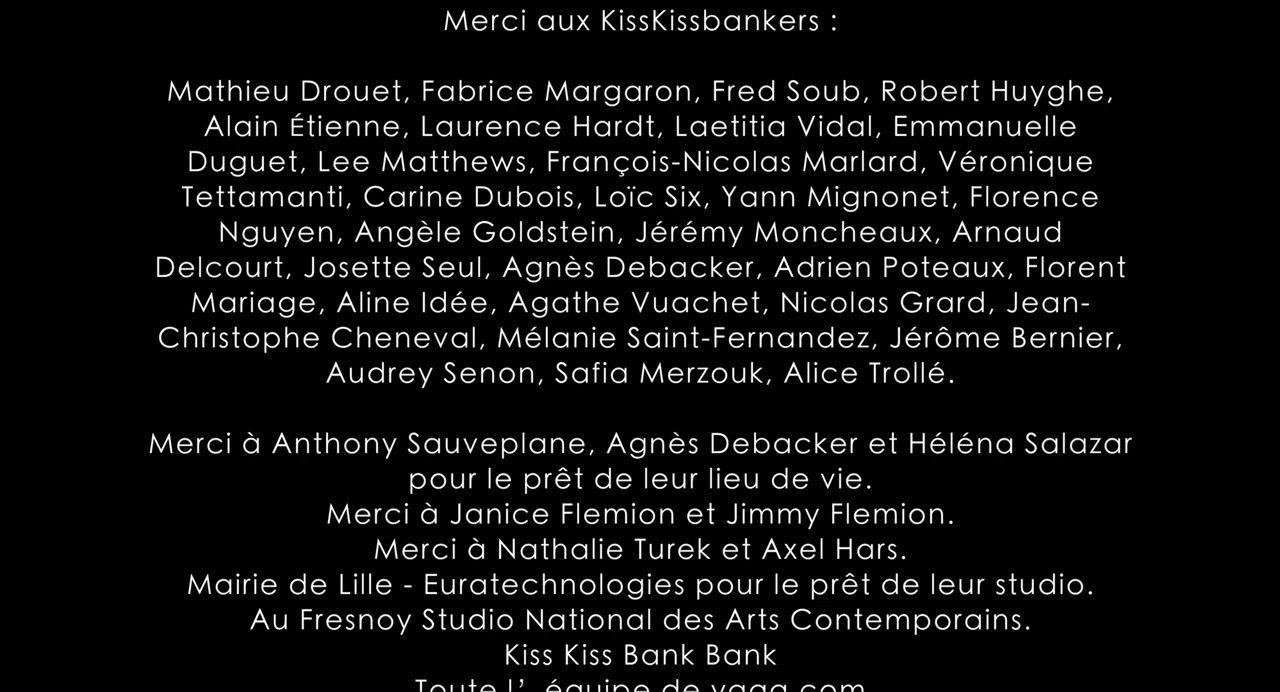 Merci aux KissKissbankers :
Mathieu Drouet, Fabrice Margaron, Fred Soub, Robert Huyghe,
Alain Étienne, Laurence Hardt, Laetitia Vidal, Emmanuelle
Duguet, Lee Matthews, François-Nicolas Marlard, Véronique
Tettamanti, Carine Dubois, Loïc Six, Yann Mignonet, Florence
Nguyen, Angèle Goldstein, Jérémy Moncheaux, Arnaud
Delcourt, Josette Seul, Agnès Debacker, Adrien Poteaux, Florent
Mariage, Aline Idée, Agathe Vuachet, Nicolas Grard, Jean-
Christophe Cheneval, Mélanie Saint-Fernandez, Jérôme Bernier,
Audrey Senon, Safia Merzouk, Alice Trollé.
Merci à Anthony Sauveplane, Agnès Debacker et Héléna Salazar
pour le prêt de leur lieu de vie.
Merci à Janice Flemion et Jimmy Flemion.
Merci à Nathalie Turek et Axel Hars.
Mairie de Lille - Euratechnologies pour le prêt de leur studio.
Au Fresnoy Studio National des Arts Contemporains.
Kiss Kiss Bank Bank
Toute l' équipe de